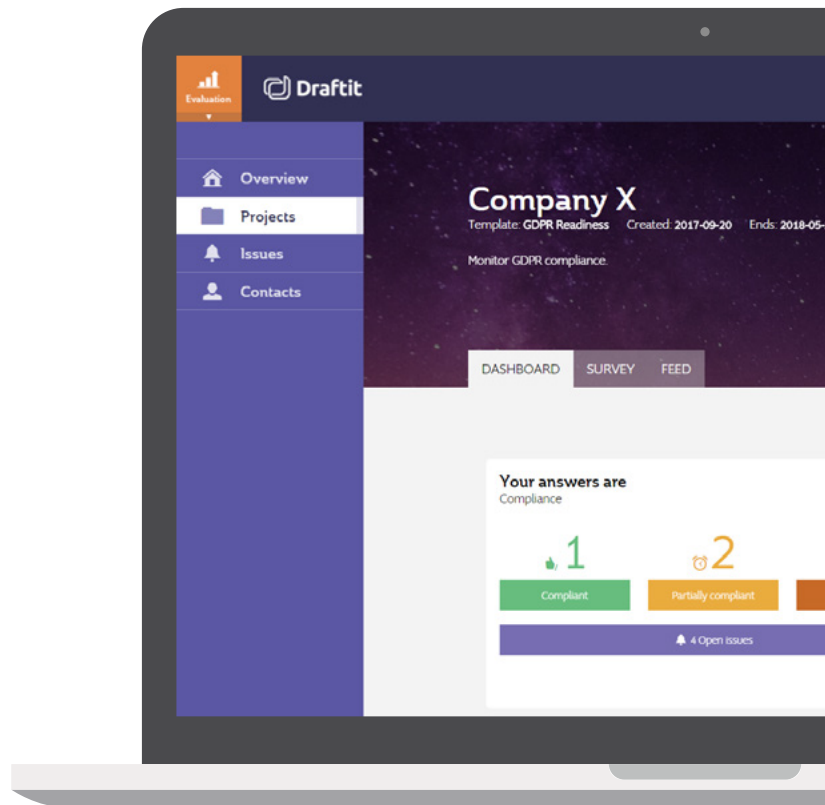 Evaluation
Draftit
Overview
Projects
Issues
Contacts
Company X
Template: GDPR Readiness Created: 2017-09-20 Ends: 2018-05-
Monitor GDPR compliance.
DASHBOARD SURVEY FEED
Your answers are
Compliance
1 2
Compliant Partially compliant
4 Open issues